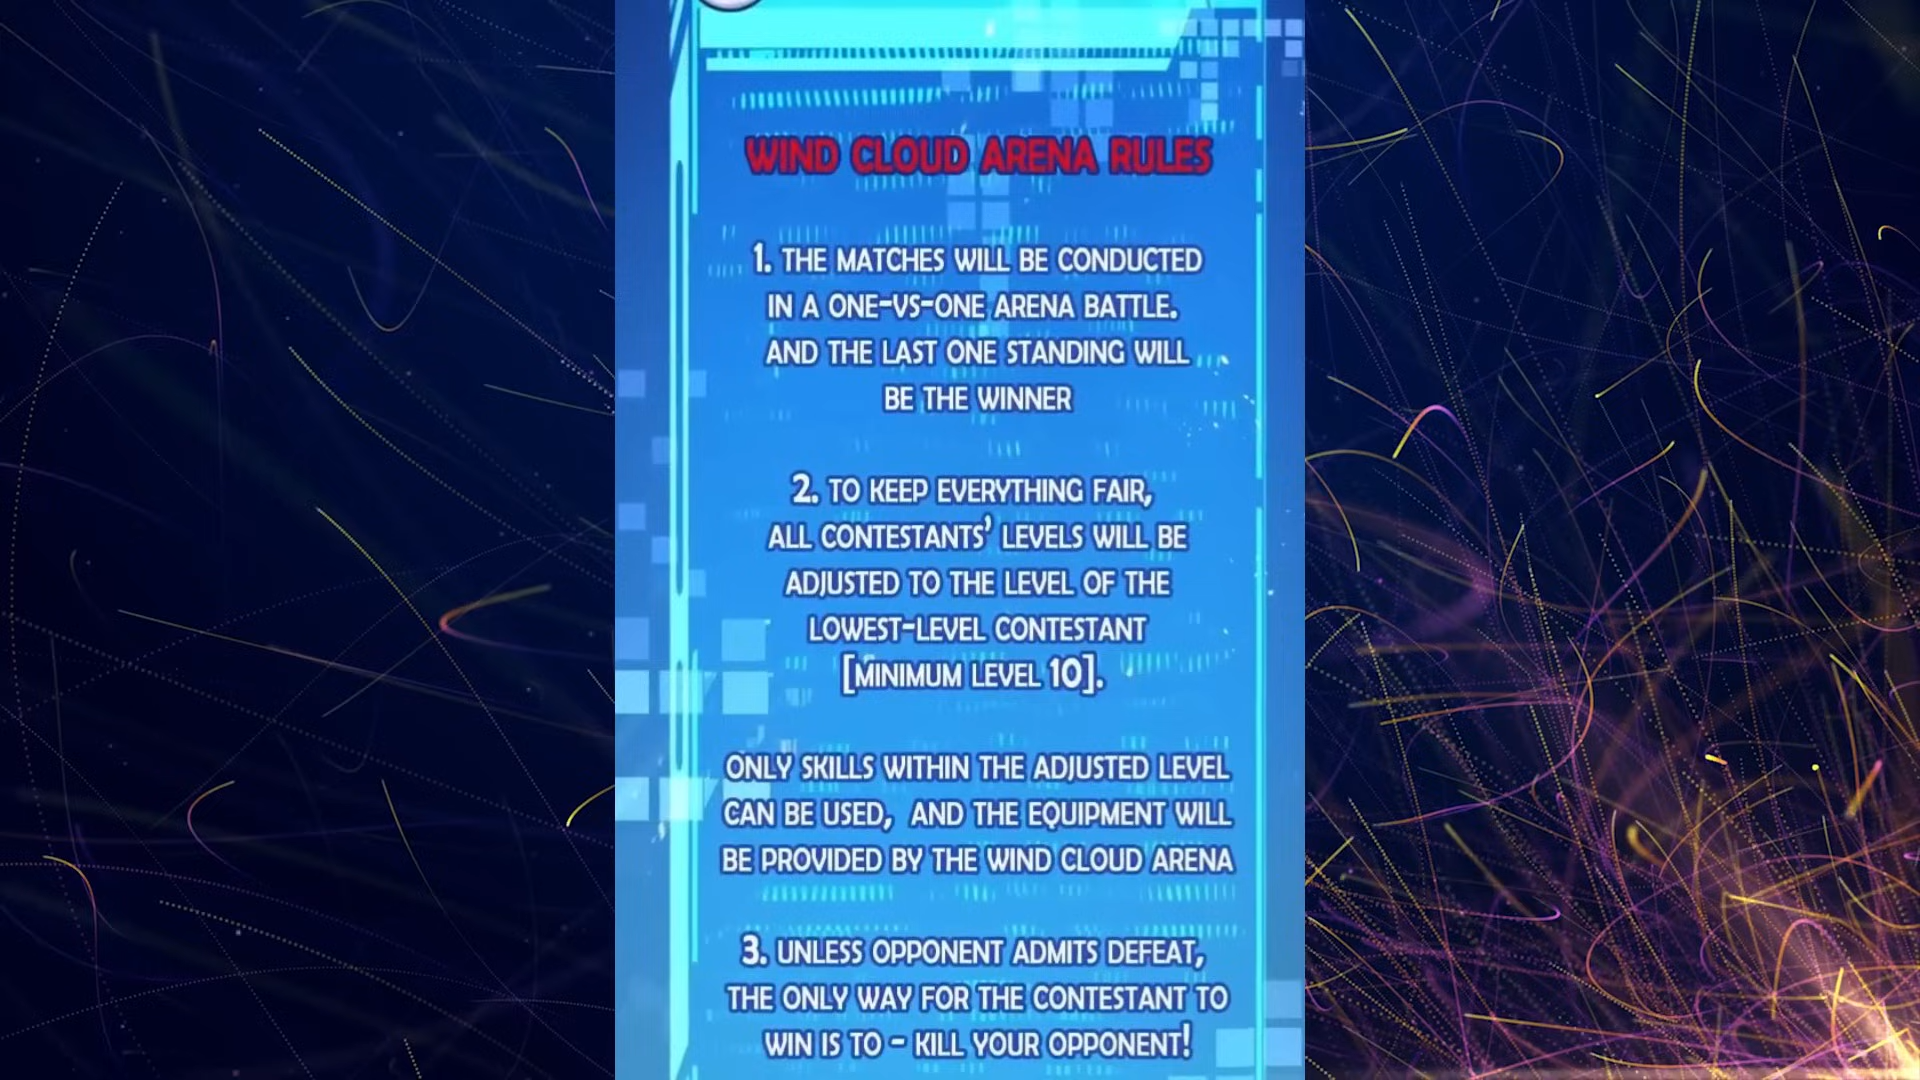 WIND CLOUD ARENA RULES
1. THE MATCHES WILL BE CONDUCTED
IN A ONE-VS-ONE ARENA BATTLE.
AND THE LAST ONE STANDING WILL
BE THE WINNER
2. TO KEEP EVERYTHING FAIR,
ALL CONTESTANTS' LEVELS WILL BE
ADJUSTED TO THE LEVEL OF THE
LOWEST-LEVEL CONTESTANT
[MINIMUM LEVEL 10].
ONLY SKILLS WITHIN THE ADJUSTED LEVEL
CAN BE USED, AND THE EQUIPMENT WILL
BE PROVIDED BY THE WIND CLOUD ARENA
3. UNLESS OPPONENT ADMITS DEFEAT,
THE ONLY WAY FOR THE CONTESTANT TO
WIN IS TO - KILL YOUR OPPONENT!